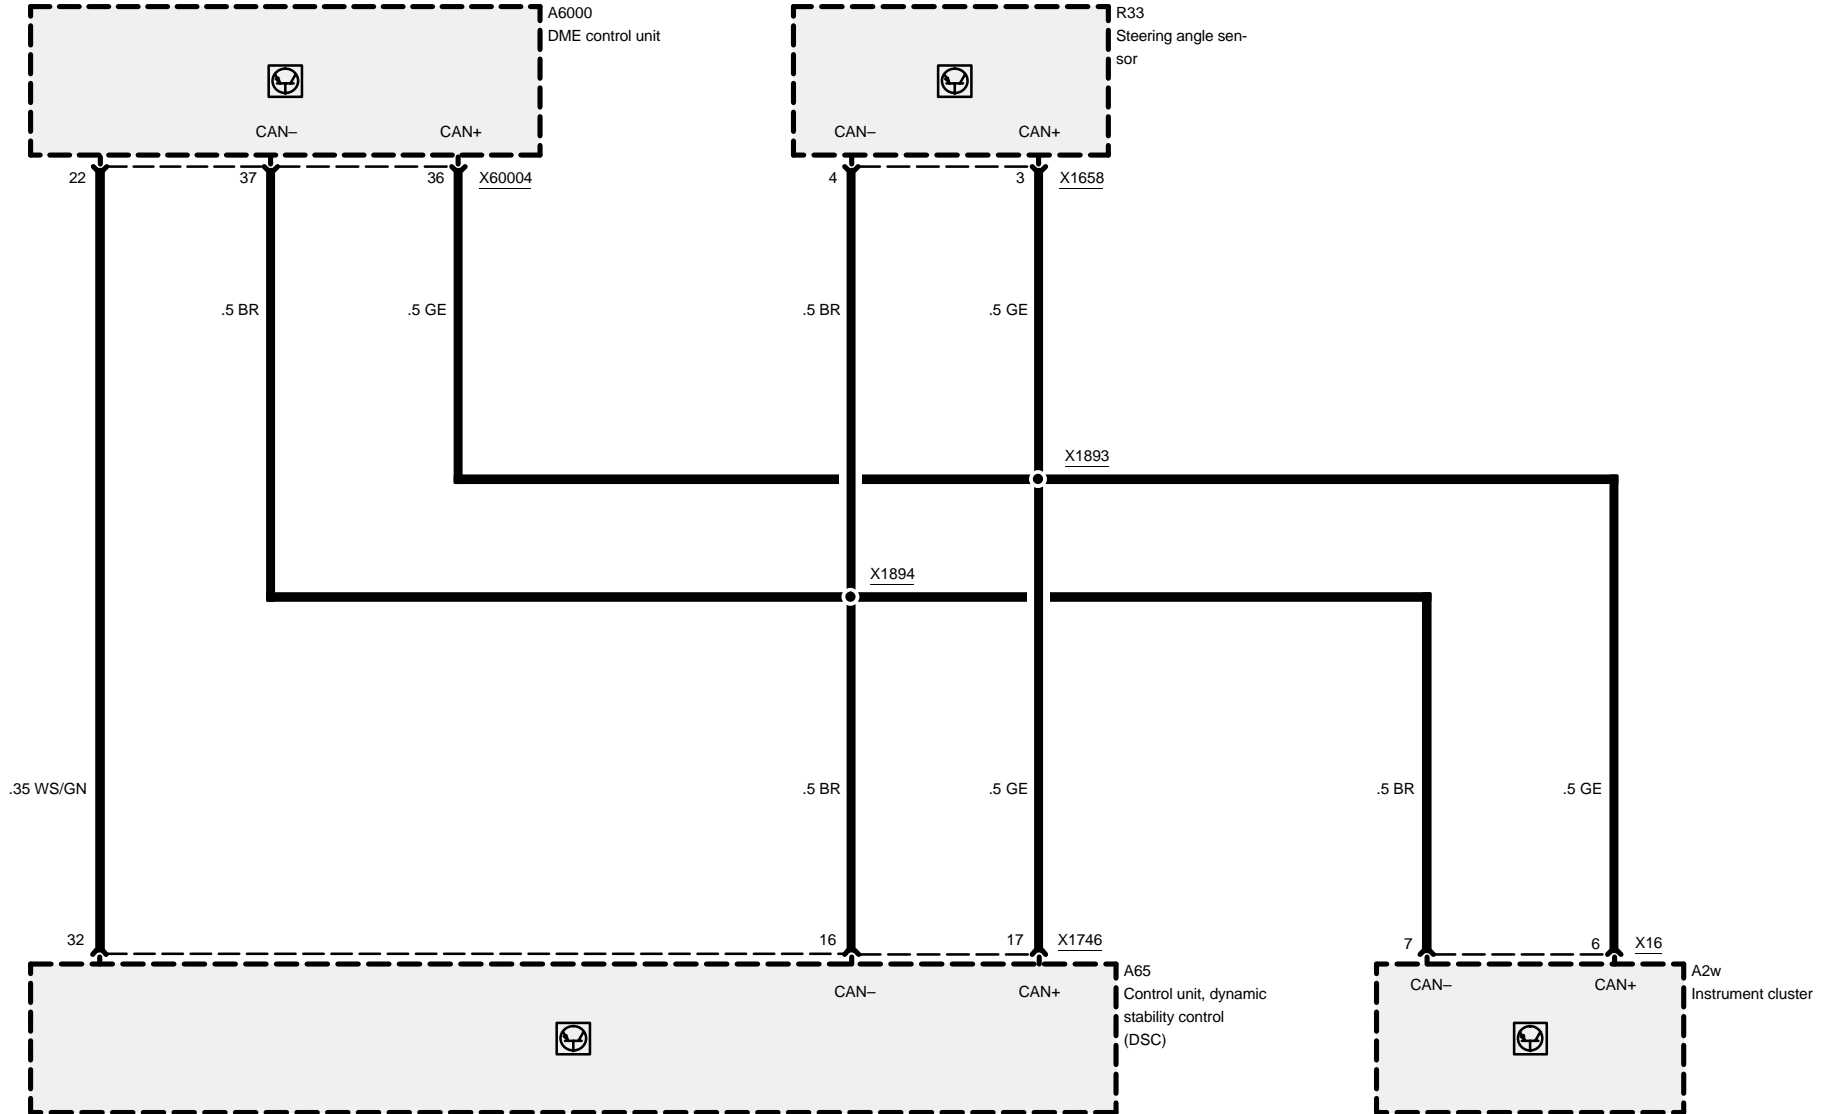 A6000
DME control unit
R33
Steering angle sen-
sor
CAN–
CAN+
CAN–
CAN+
22
37
36
X60004
4
3
X1658
.5 BR
.5 GE
.5 BR
.5 GE
X1893
X1894
.35 WS/GN
.5 BR
.5 GE
.5 BR
.5 GE
32
16
17
X1746
7
6
X16
A65
Control unit, dynamic
stability control
(DSC)
CAN–
CAN+
CAN–
CAN+
A2w
Instrument cluster